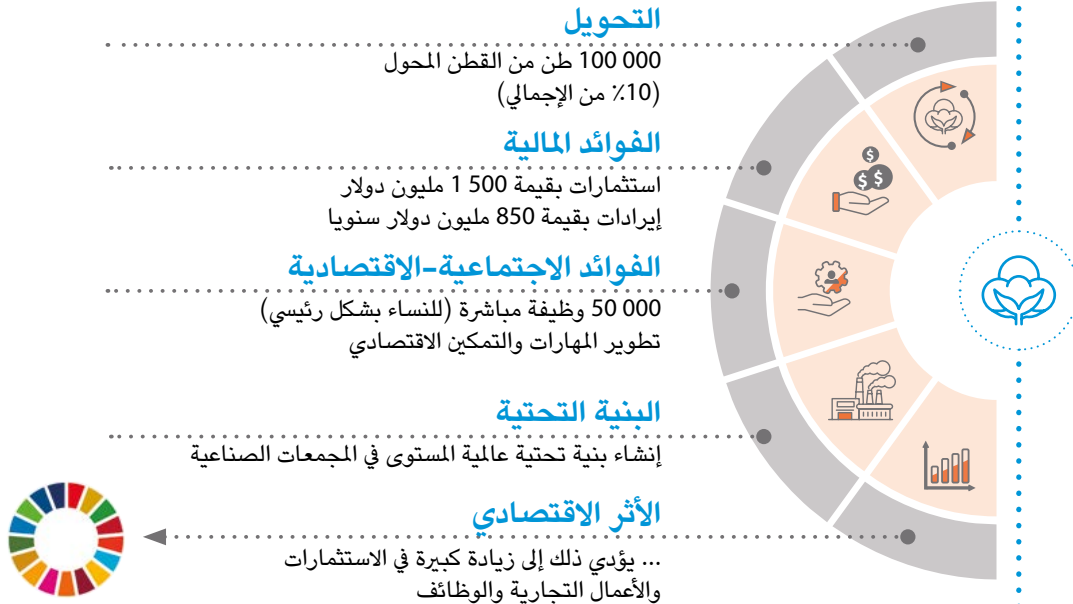 التحويل
100 000 طن من القطن المحول
(10٪ من الإجمالي)
الفوائد المالية
استثمارات بقيمة 500 1 مليون دولار
إيرادات بقيمة 850 مليون دولار سنويا
الفوائد الاجتماعية-الاقتصادية
50 000 وظيفة مباشرة (للنساء بشكل رئيسي)
تطوير المهارات والتمكين الاقتصادي
البنية التحتية
إنشاء بنية تحتية عالمية المستوى في المجمعات الصناعية
الأثر الاقتصادي
... يؤدي ذلك إلى زيادة كبيرة في الاستثمارات
والأعمال التجارية والوظائف